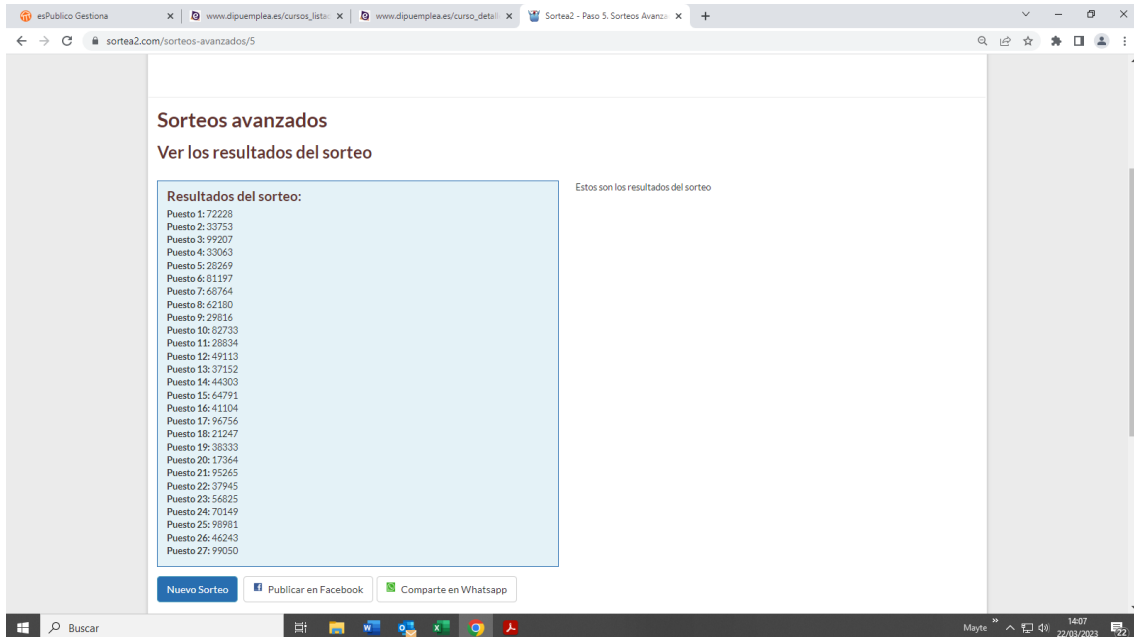 esPublico Gestiona
www.dipuemplea.es/cursos_listac
www.dipuemplea.es/curso_detall
Sortea2 - Paso 5. Sorteos Avanza
sortea2.com/sorteos-avanzados/5
Sorteos avanzados
Ver los resultados del sorteo
Resultados del sorteo:
Estos son los resultados del sorteo
Puesto 1: 72228
Puesto 2: 33753
Puesto 3: 99207
Puesto 4: 33063
Puesto 5: 28269
Puesto 6: 81197
Puesto 7: 68764
Puesto 8: 62180
Puesto 9: 29816
Puesto 10: 82733
Puesto 11: 28834
Puesto 12: 49113
Puesto 13: 37152
Puesto 14: 44303
Puesto 15: 64791
Puesto 16: 41104
Puesto 17: 96756
Puesto 18: 21247
Puesto 19: 38333
Puesto 20: 17364
Puesto 21: 95265
Puesto 22: 37945
Puesto 23: 56825
Puesto 24: 70149
Puesto 25: 98981
Puesto 26: 46243
Puesto 27: 99050
Nuevo Sorteo
Publicar en Facebook
Comparte en Whatsapp
Buscar
Mayte
14:07
22/03/2023
22